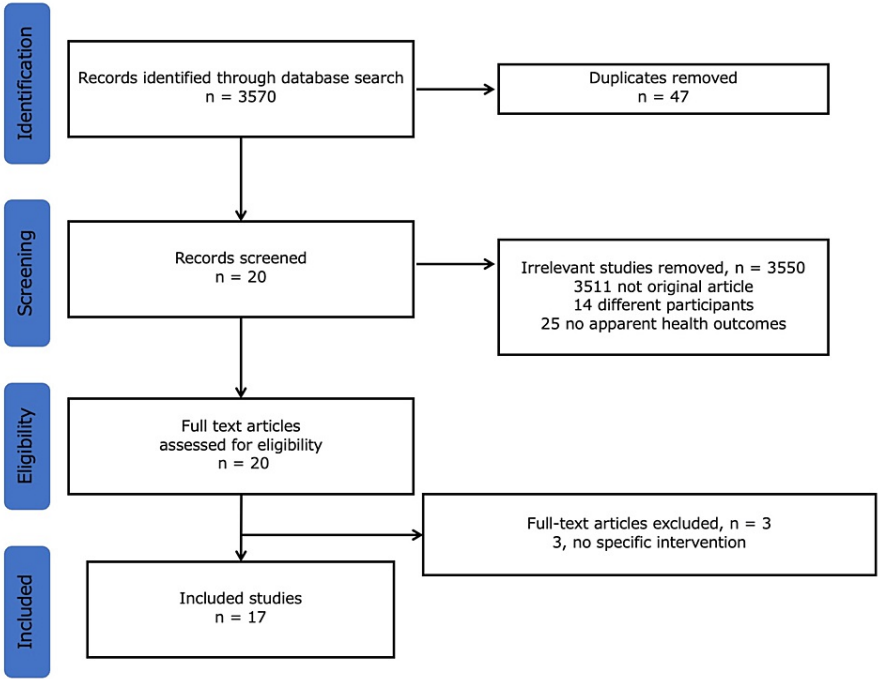 Identification
Records identified through database search
n = 3570
Duplicates removed
n = 47
Screening
Records screened
n = 20
Irrelevant studies removed, n = 3550
3511 not original article
14 different participants
25 no apparent health outcomes
Eligibility
Full text articles
assessed for eligibility
n = 20
Full-text articles excluded, n = 3
3, no specific intervention
Included
Included studies
n = 17